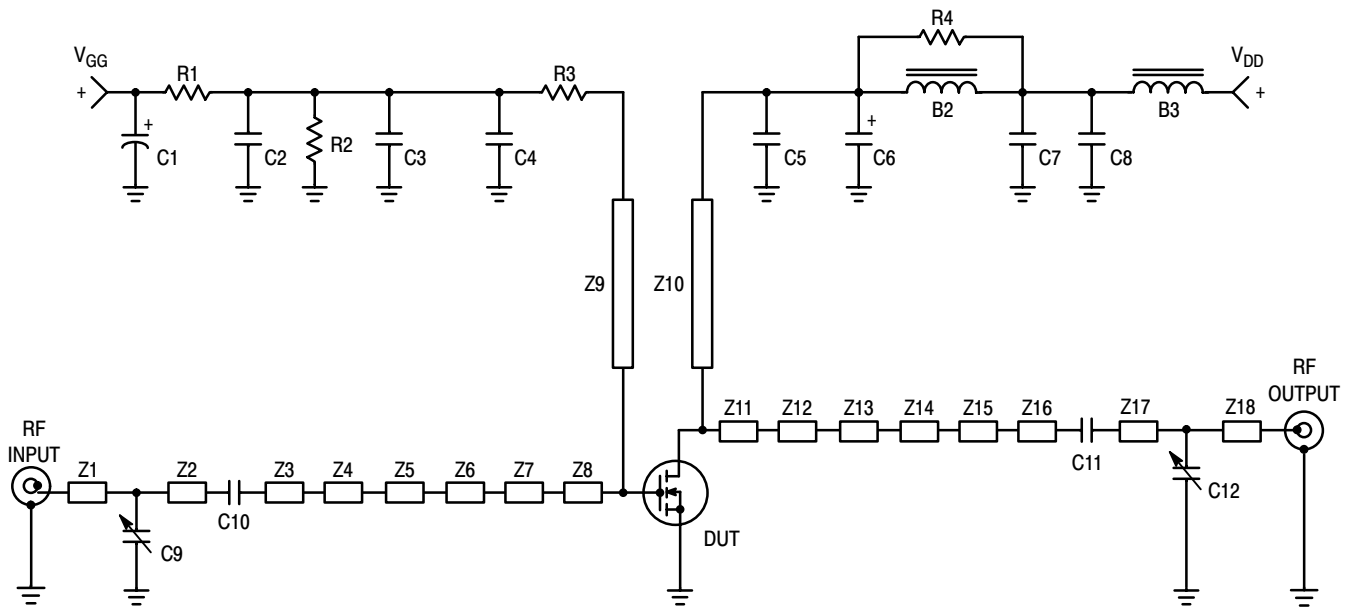 R4
VGG
+
R1
R3
VDD
+
B2
B3
+
C1
C2
R2
C3
C4
C5
+
C6
C7
C8
Z9
Z10
RF
INPUT
Z1
Z2
Z3
Z4
Z5
Z6
Z7
Z8
C9
C10
DUT
Z11
Z12
Z13
Z14
Z15
Z16
Z17
Z18
C11
C12
RF
OUTPUT